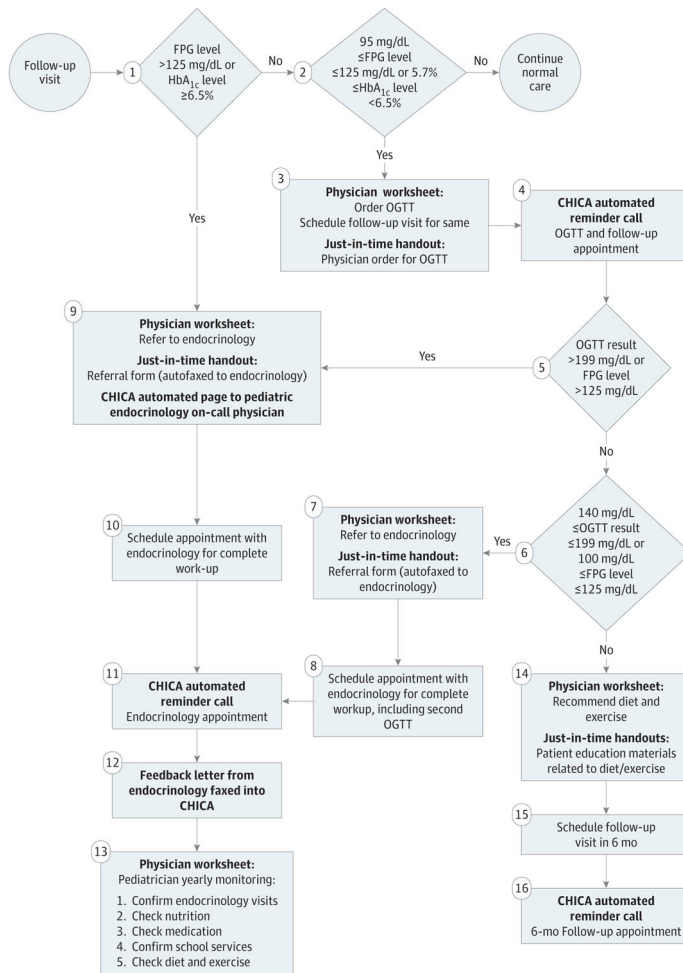 Follow-up
visit
1
FPG level
>125 mg/dL or
HbA1c level
≥6.5%
No
2
95 mg/dL
≤FPG level
≤125 mg/dL or 5.7%
≤HbA1c level
<6.5%
No
Continue
normal
care
Yes
Yes
3
Physician worksheet:
Order OGTT
Schedule follow-up visit for same
Just-in-time handout:
Physician order for OGTT
4
CHICA automated
reminder call
OGTT and follow-up
appointment
5
OGTT result
>199 mg/dL or
FPG level
>125 mg/dL
Yes
No
9
Physician worksheet:
Refer to endocrinology
Just-in-time handout:
Referral form (autofaxed to endocrinology)
CHICA automated page to pediatric
endocrinology on-call physician
6
140 mg/dL
≤OGTT result
≤199 mg/dL or
100 mg/dL
≤FPG level
≤125 mg/dL
Yes
No
7
Physician worksheet:
Refer to endocrinology
Just-in-time handout:
Referral form (autofaxed to
endocrinology)
10
Schedule appointment with
endocrinology for complete
work-up
8
Schedule appointment with
endocrinology for complete
workup, including second
OGTT
11
CHICA automated
reminder call
Endocrinology appointment
12
Feedback letter from
endocrinology faxed into
CHICA
13
Physician worksheet:
Pediatrician yearly monitoring:
1. Confirm endocrinology visits
2. Check nutrition
3. Check medication
4. Confirm school services
5. Check diet and exercise
14
Physician worksheet:
Recommend diet and
exercise
Just-in-time handouts:
Patient education materials
related to diet/exercise
15
Schedule follow-up
visit in 6 mo
16
CHICA automated
reminder call
6-mo Follow-up appointment